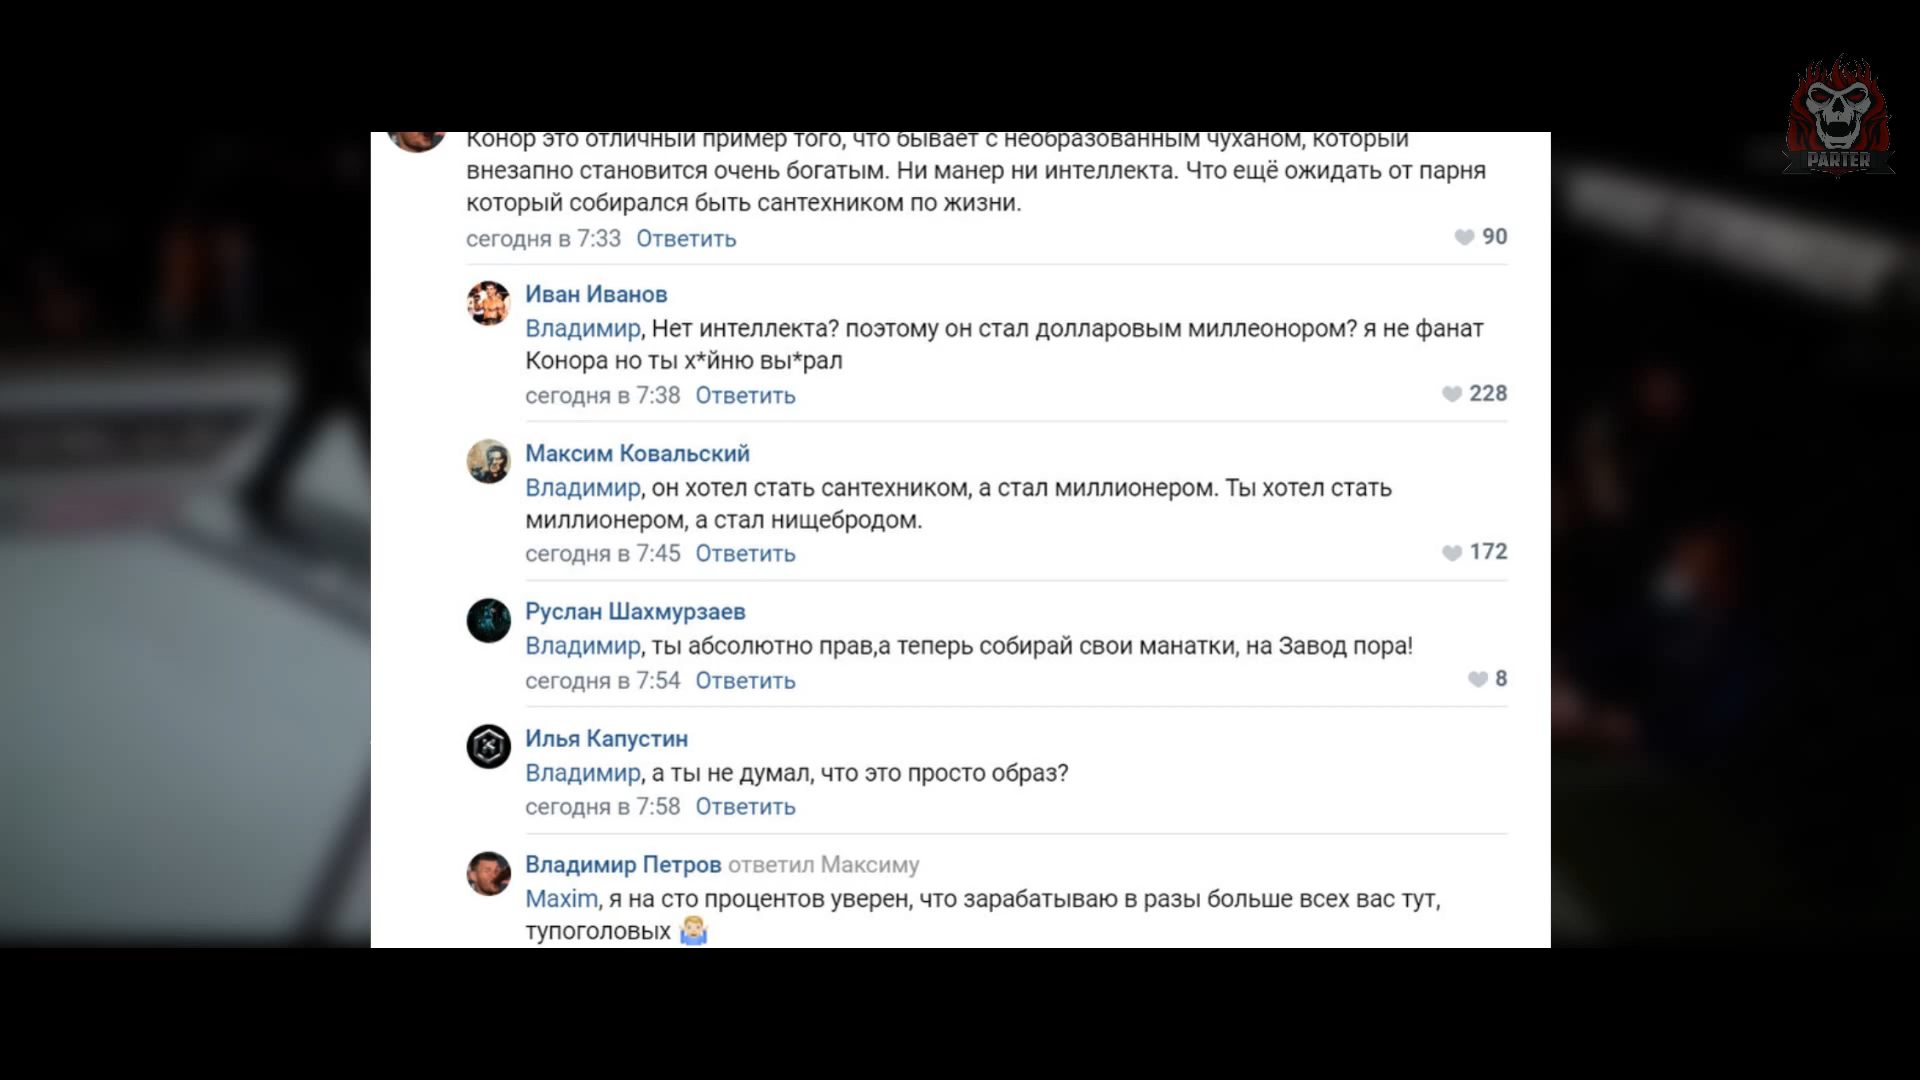 PARTER
Конор это отличный пример того, что бывает с необразованным чуханом, который
внезапно становится очень богатым. Ни манер ни интеллекта. Что ещё ожидать от парня
который собирался быть сантехником по жизни.
сегодня в 7:33 Ответить 90
Иван Иванов
Владимир, Нет интеллекта? поэтому он стал долларовым миллеонором? я не фанат
Конора но ты х*йню вы*рал
сегодня в 7:38 Ответить 228
Максим Ковальский
Владимир, он хотел стать сантехником, а стал миллионером. Ты хотел стать
миллионером, а стал нищебродом.
сегодня в 7:45 Ответить 172
Руслан Шахмурзаев
Владимир, ты абсолютно прав,а теперь собирай свои манатки, на Завод пора!
сегодня в 7:54 Ответить 8
Илья Капустин
Владимир, а ты не думал, что это просто образ?
сегодня в 7:58 Ответить
Владимир Петров ответил Максиму
Maxim, я на сто процентов уверен, что зарабатываю в разы больше всех вас тут,
тупоголовых 🤷🏼‍♂️